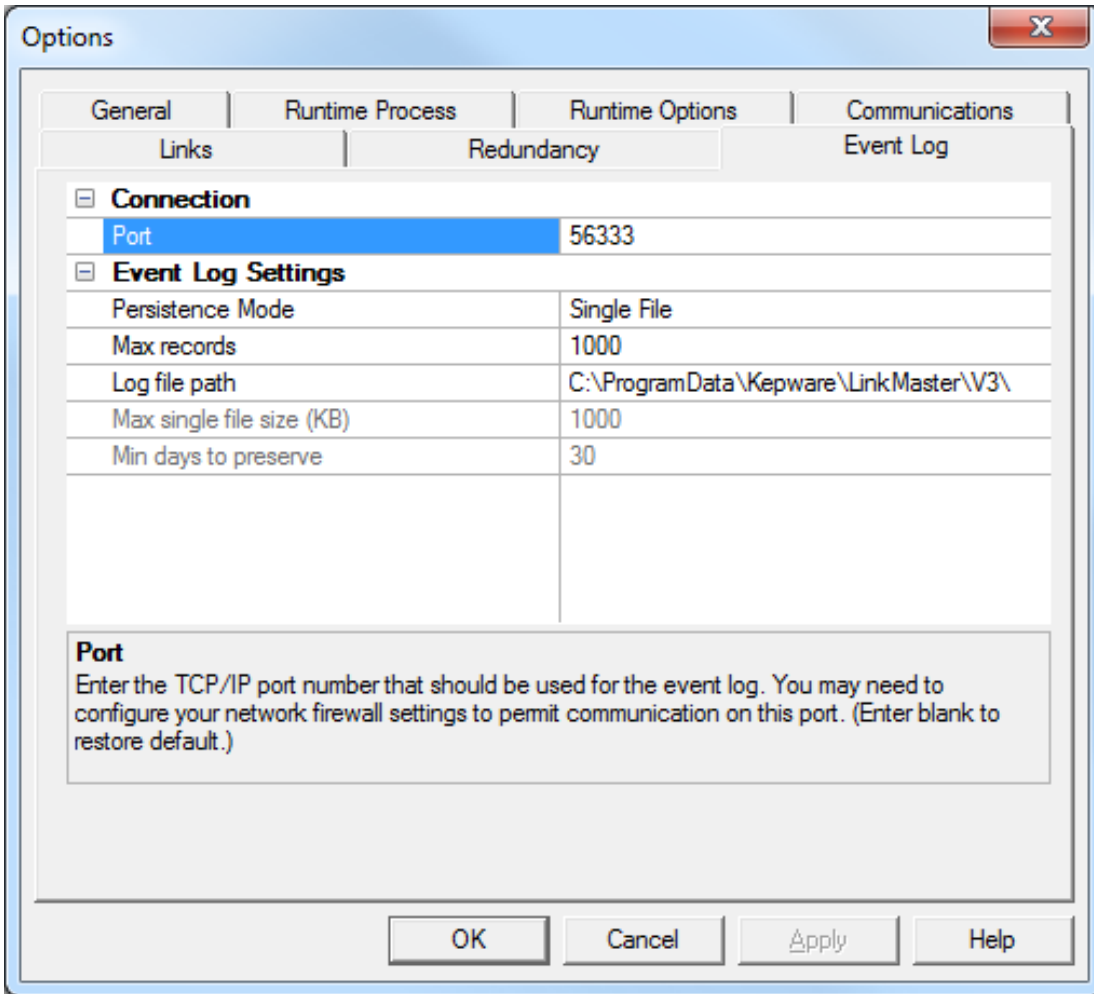 Options
General Runtime Process Runtime Options Communications
Links Redundancy Event Log
Connection
Port 56333
Event Log Settings
Persistence Mode Single File
Max records 1000
Log file path C:\ProgramData\Kepware\LinkMaster\V3\
Max single file size (KB) 1000
Min days to preserve 30
Port
Enter the TCP/IP port number that should be used for the event log. You may need to
configure your network firewall settings to permit communication on this port. (Enter blank to
restore default.)
OK Cancel Apply Help